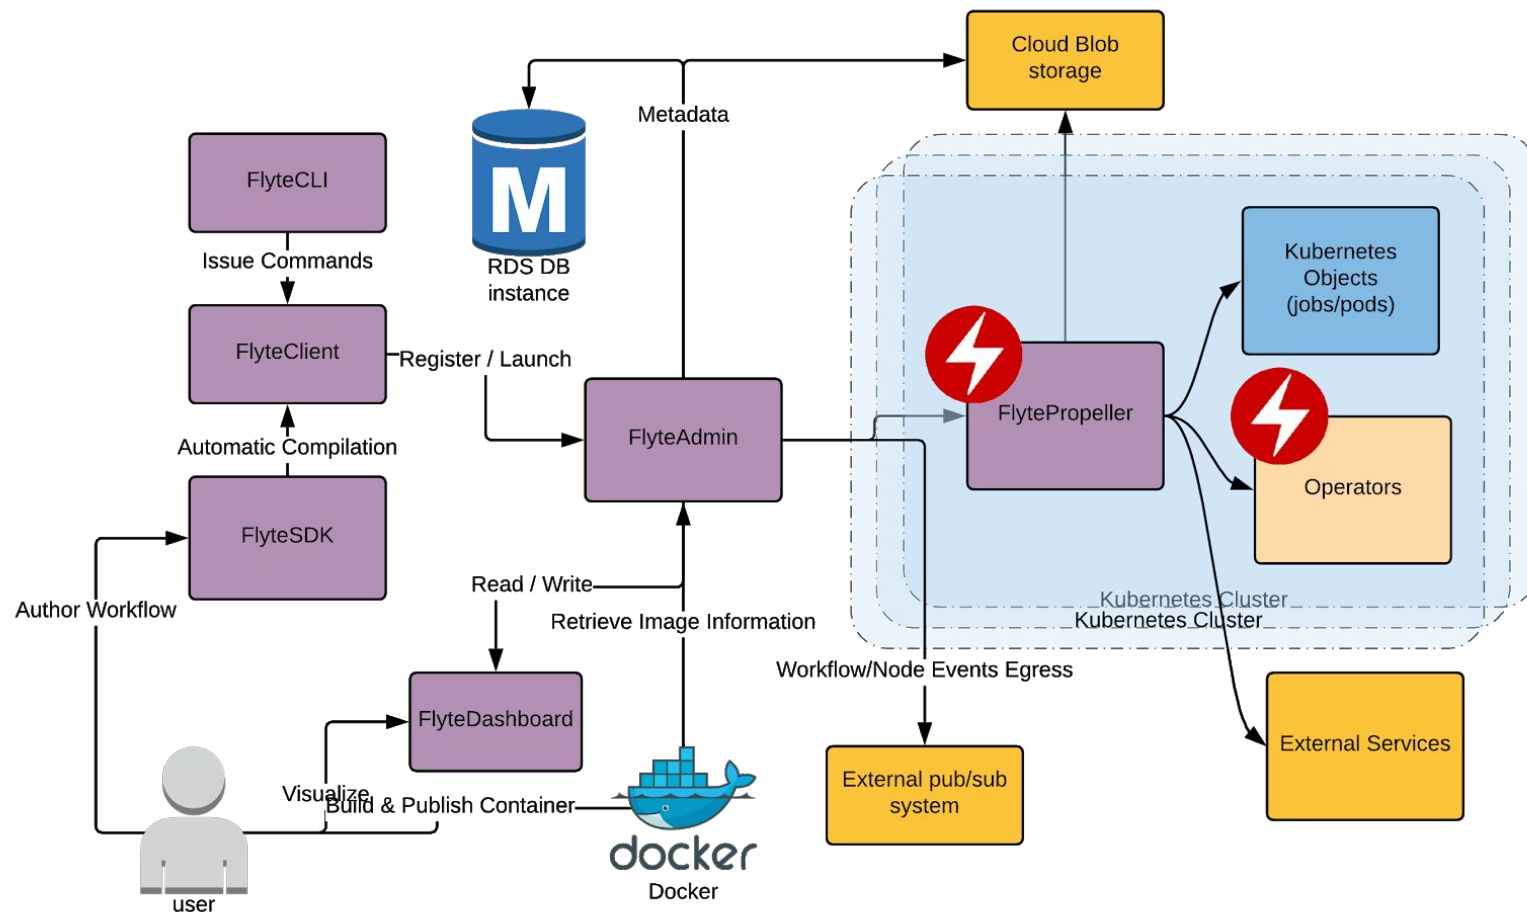 Cloud Blob
storage
Metadata
M
FlyteCLI
RDS DB
instance
Issue Commands
Kubernetes
Objects
(jobs/pods)
FlyteClient
Register / Launch
FlytePropeller
FlyteAdmin
Automatic Compilation
Operators
FlyteSDK
Read / Write
Author Workflow
Retrieve Image Information
Kubernetes Cluster
Kubernetes Cluster
Workflow/Node Events Egress
FlyteDashboard
External Services
External pub/sub
system
Visualize
Build & Publish Container
docker
Docker
user